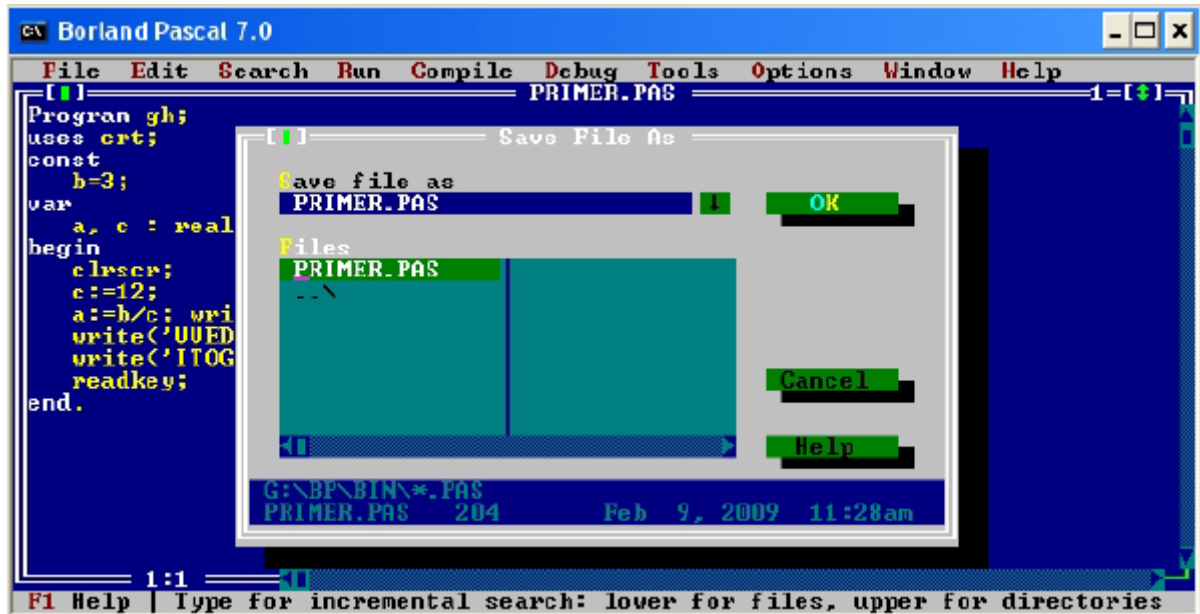 Borland Pascal 7.0
File Edit Search Run Compile Debug Tools Options Window Help
PRIMER.PAS 1
Progran gh;
uses crt;
const
b=3;
var
a, c : real
begin
clrscr;
c:=12;
a:=b/c; wri
write('UUED
write('ITOG
readkey;
end.
Save File As
Save file as
PRIMER.PAS
OK
Files
PRIMER.PAS
..\
Cancel
Help
G:\BP\BIN\*.PAS
PRIMER.PAS 204 Feb 9, 2009 11:28am
1:1
F1 Help | Type for incremental search: lower for files, upper for directories